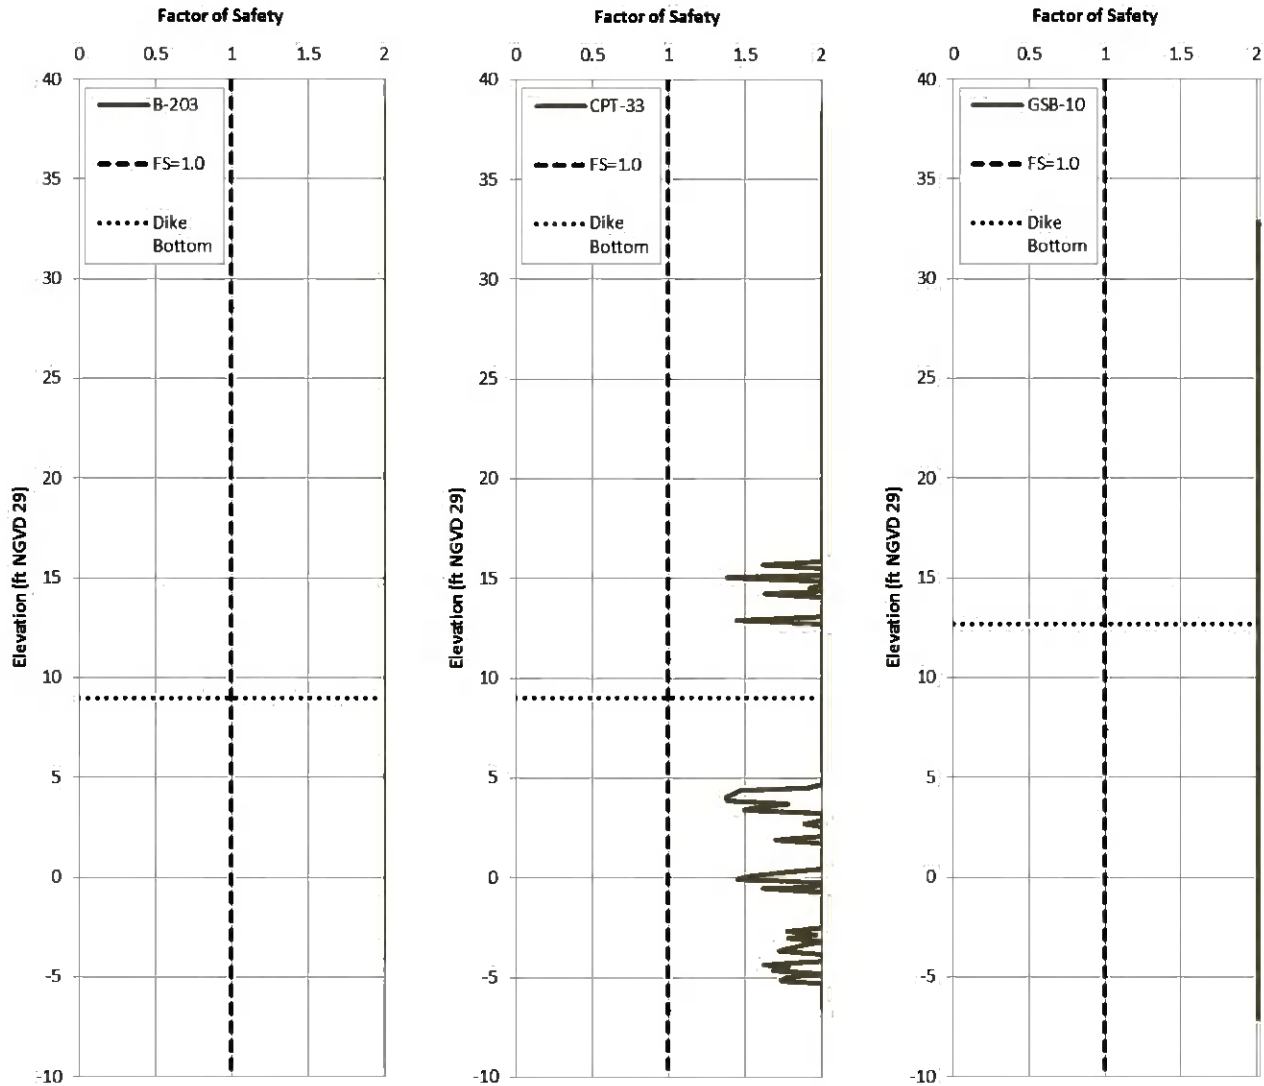 Factor of Safety
0 0.5 1 1.5 2
40
35
30
25
20
15
10
5
0
-5
-10
Elevation (ft NGVD 29)
B-203
FS=1.0
Dike
Bottom
Factor of Safety
0 0.5 1 1.5 2
40
35
30
25
20
15
10
5
0
-5
-10
Elevation (ft NGVD 29)
CPT-33
FS=1.0
Dike
Bottom
Factor of Safety
0 0.5 1 1.5 2
40
35
30
25
20
15
10
5
0
-5
-10
Elevation (ft NGVD 29)
GSB-10
FS=1.0
Dike
Bottom